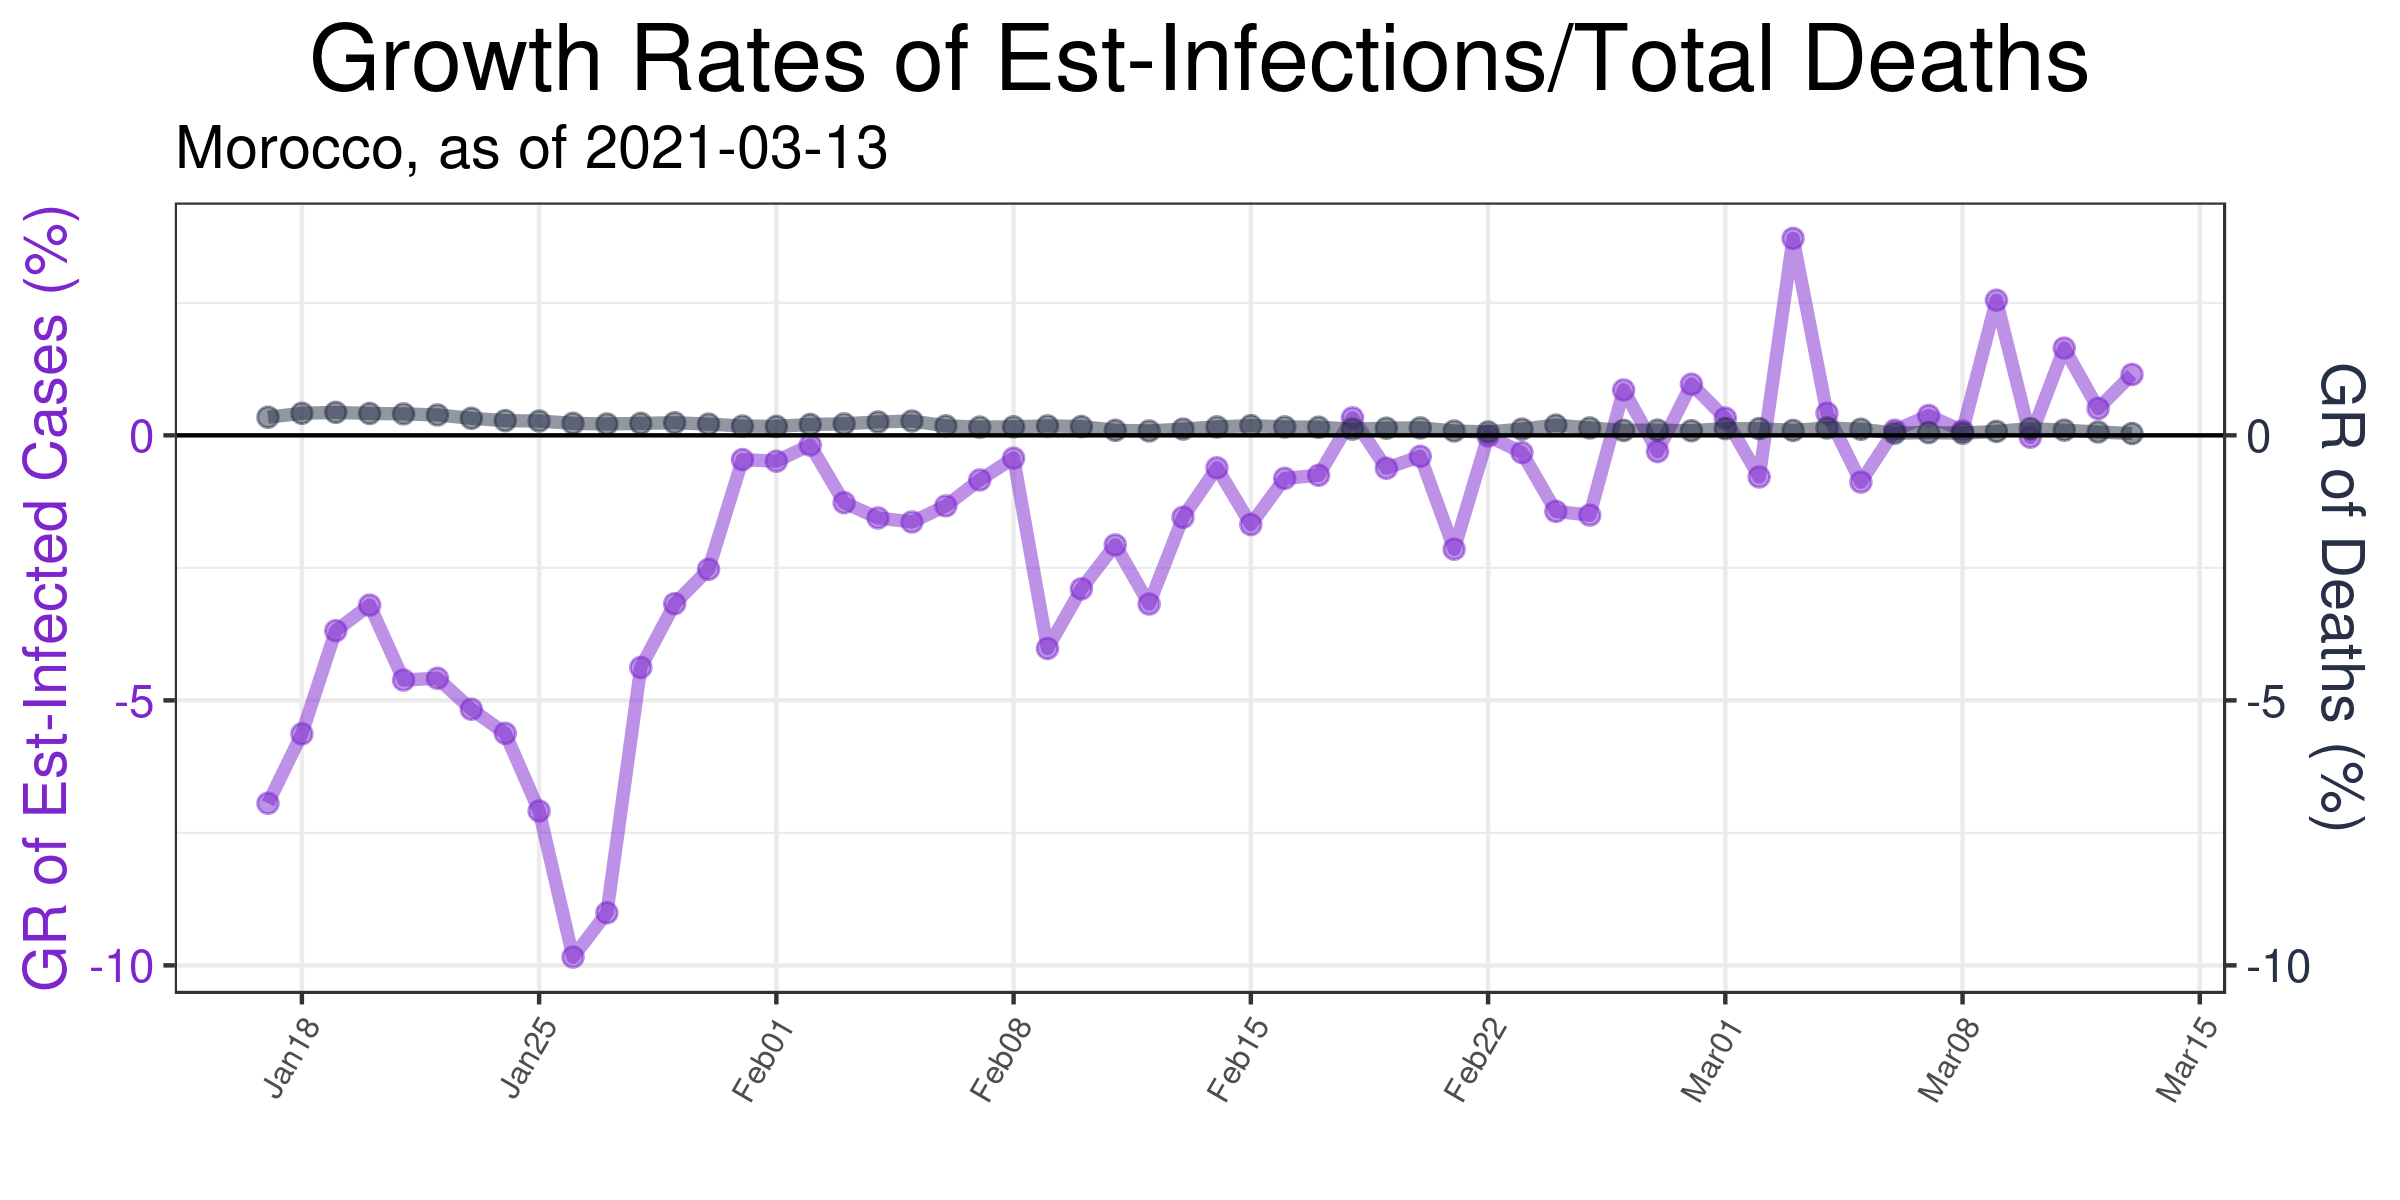 Growth Rates of Est-Infections/Total Deaths
Morocco, as of 2021-03-13
GR of Est-Infected Cases (%)
0
-5
-10
0
-5
-10
GR of Deaths (%)
Jan18
Jan25
Feb01
Feb08
Feb15
Feb22
Mar01
Mar08
Mar15